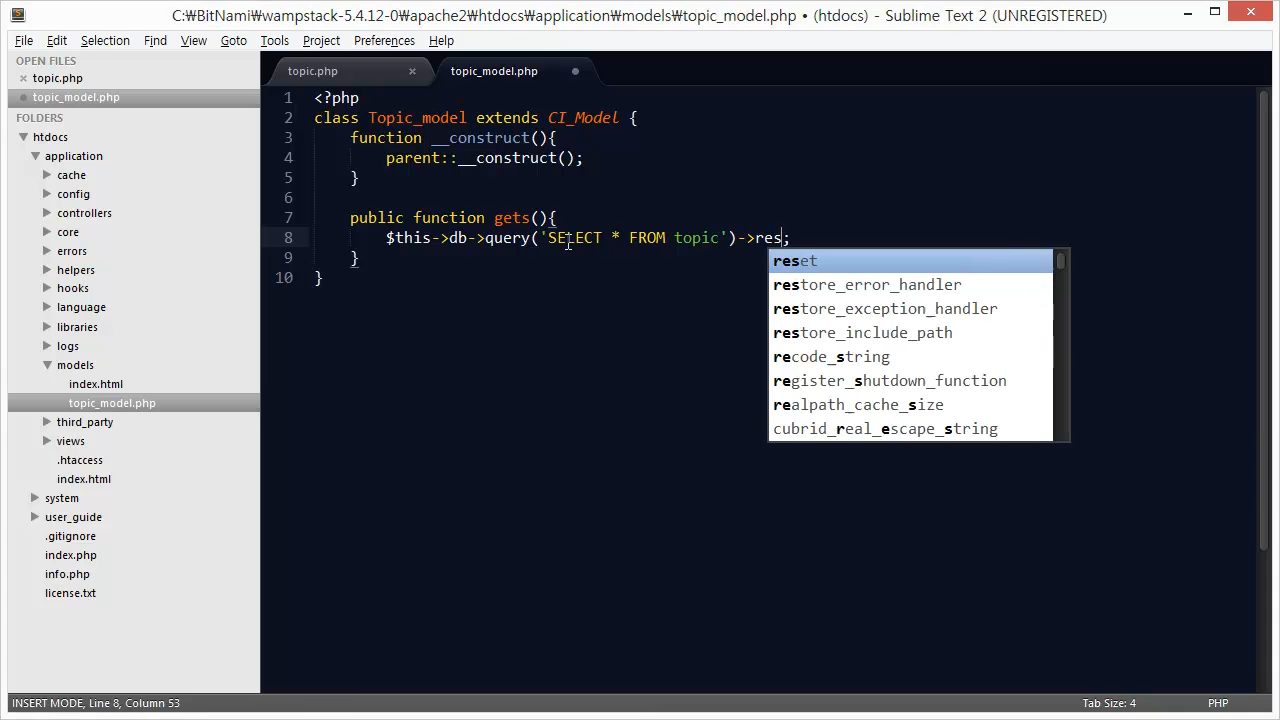 C:\BitNami₩wampstack-5.4.12-0₩apache2₩htdocs₩application₩models₩topic_model.php • (htdocs) - Sublime Text 2 (UNREGISTERED)
File Edit Selection Find View Goto Tools Project Preferences Help
OPEN FILES
topic.php
topic_model.php
FOLDERS
htdocs
application
cache
config
controllers
core
errors
helpers
hooks
language
libraries
logs
models
index.html
topic_model.php
third_party
views
.htaccess
index.html
system
user_guide
.gitignore
index.php
info.php
license.txt
topic.php
topic_model.php
1 <?php
2 class Topic_model extends CI_Model {
3 function __construct(){
4 parent::__construct();
5 }
6
7 public function gets(){
8 $this->db->query('SELECT * FROM topic')->res;
9 }
10 }
reset
restore_error_handler
restore_exception_handler
restore_include_path
recode_string
register_shutdown_function
realpath_cache_size
cubrid_real_escape_string
INSERT MODE, Line 8, Column 53
Tab Size: 4
PHP